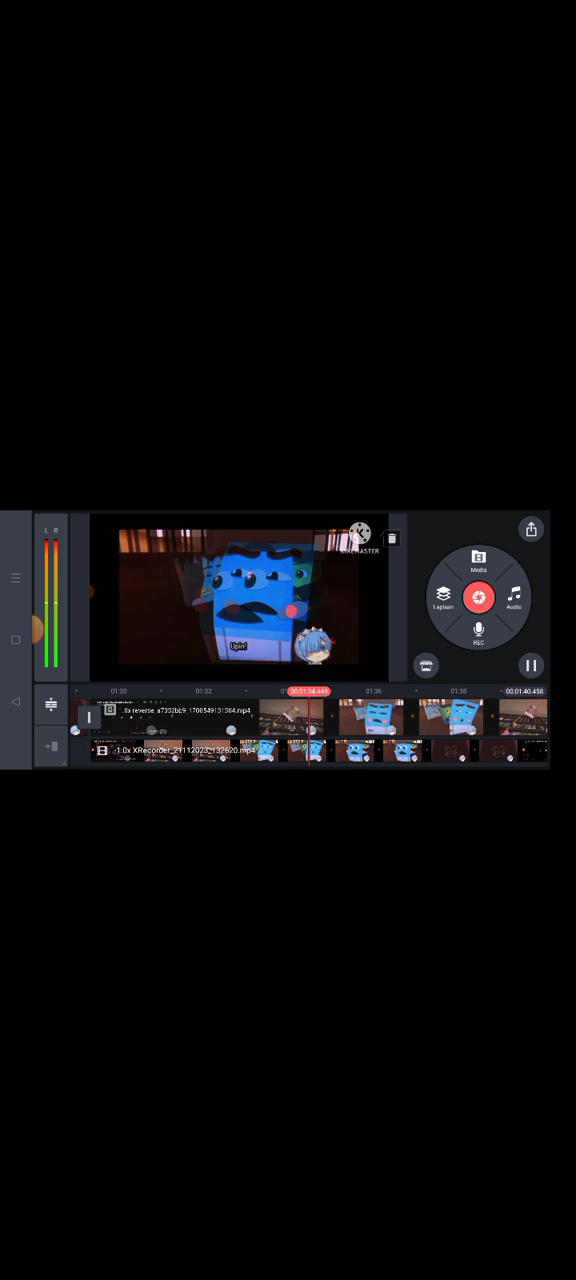 L R
KINEMASTER
Upin!
Media
Lapisan
Audio
REC
01:30
01:32
00:01:34.449
01:36
01:38
00:01:40.458
1.0x XRecorder_21112023_132620.mp4